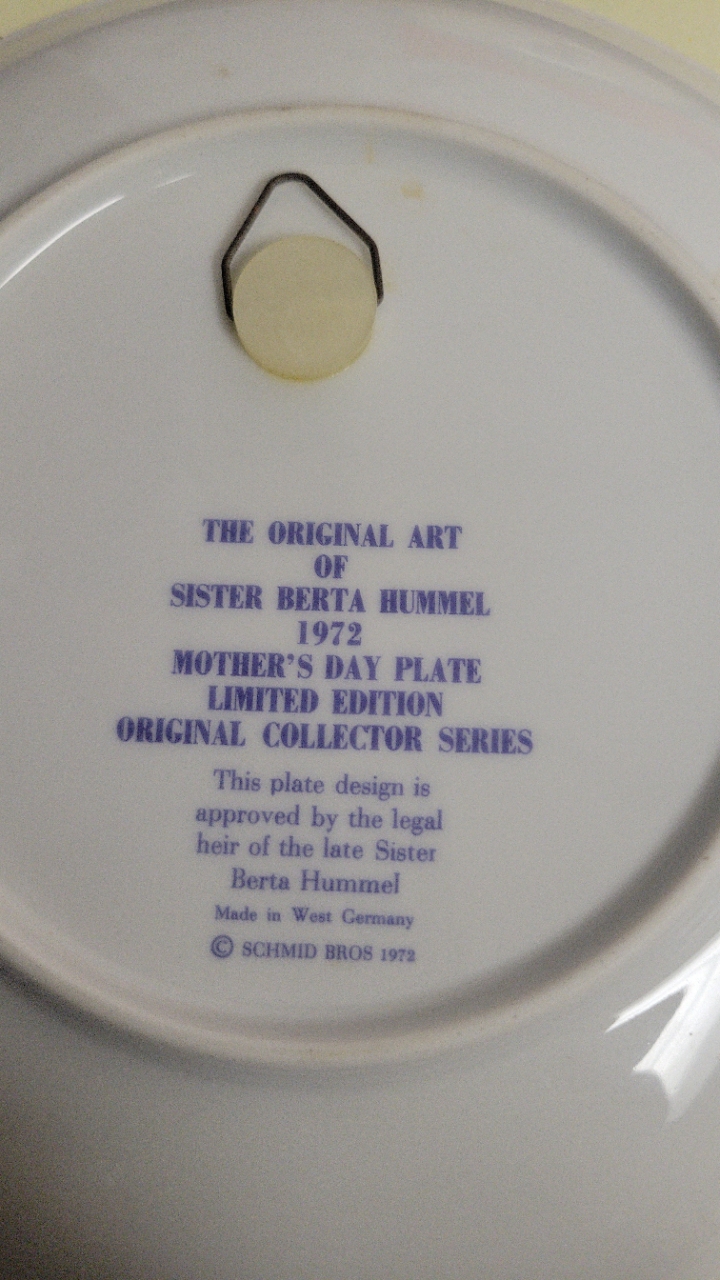 THE ORIGINAL ART
OF
SISTER BERTA HUMMEL
1972
MOTHER'S DAY PLATE
LIMITED EDITION
ORIGINAL COLLECTOR SERIES
This plate design is
approved by the legal
heir of the late Sister
Berta Hummel
Made in West Germany
© SCHMID BROS 1972